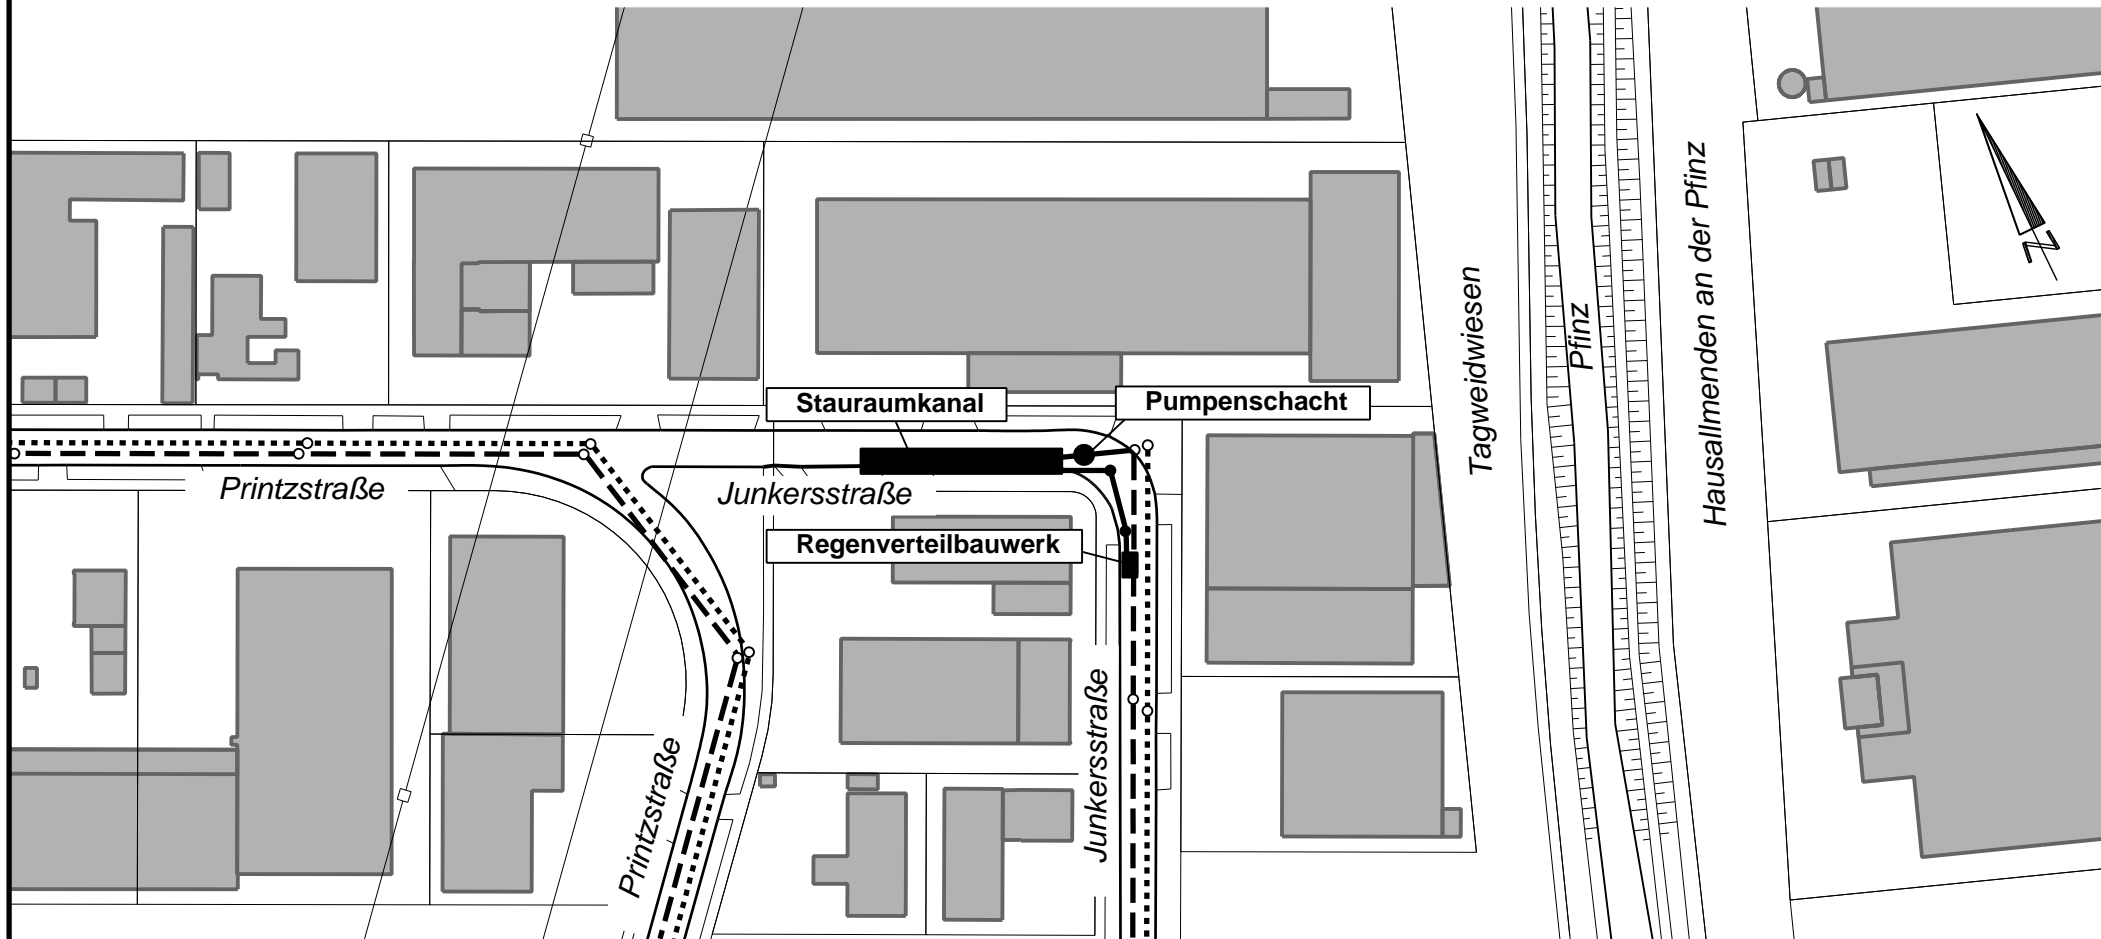 Stauraumkanal
Pumpenschacht
Printzstraße
Junkersstraße
Regenverteilbauwerk
Printzstraße
Junkersstraße
Tagweidwiesen
Pfinz
Hausallmenden an der Pfinz
N